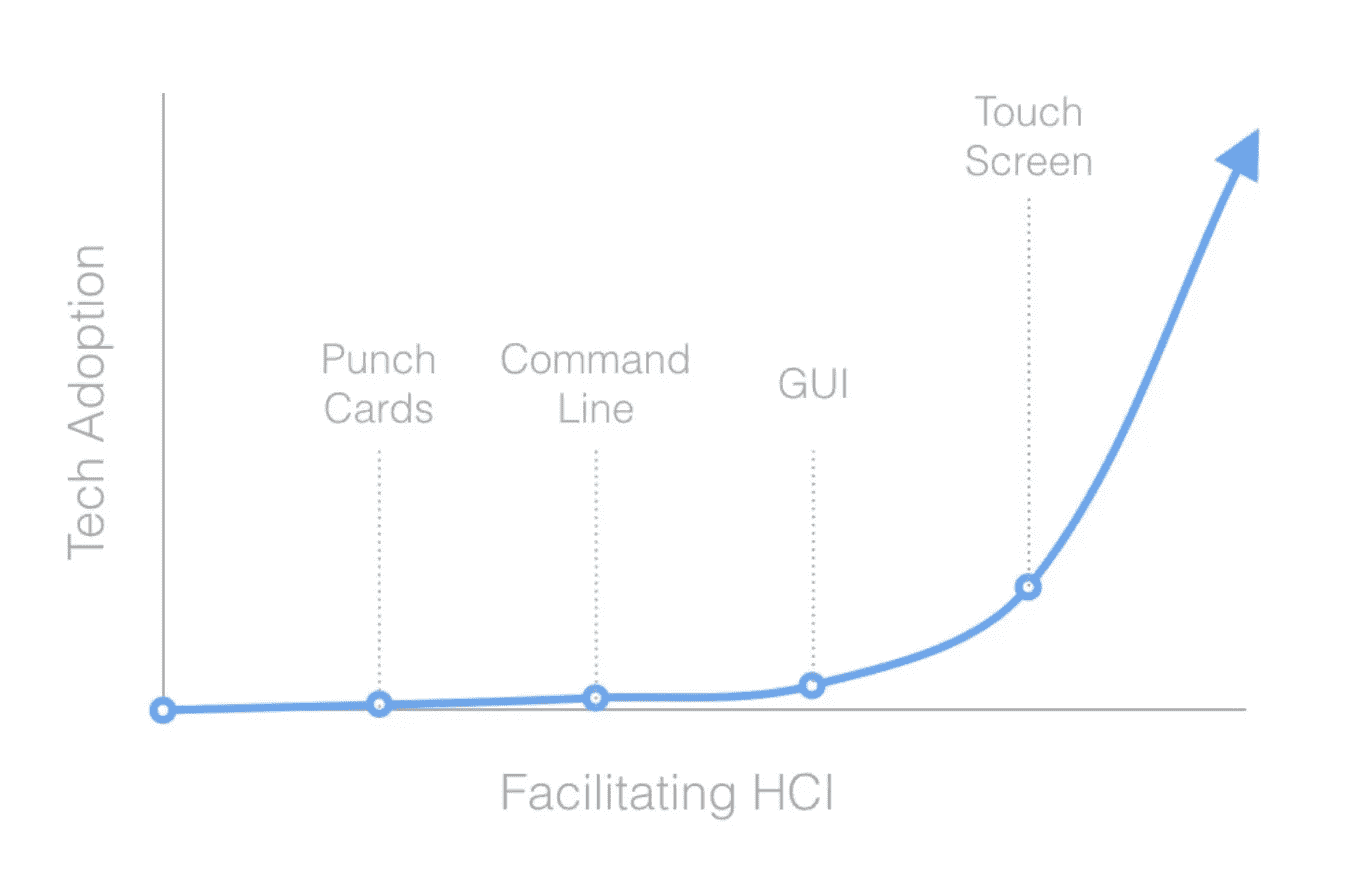 Touch
Screen
Punch
Cards
Command
Line
GUI
Tech Adoption
Facilitating HCI